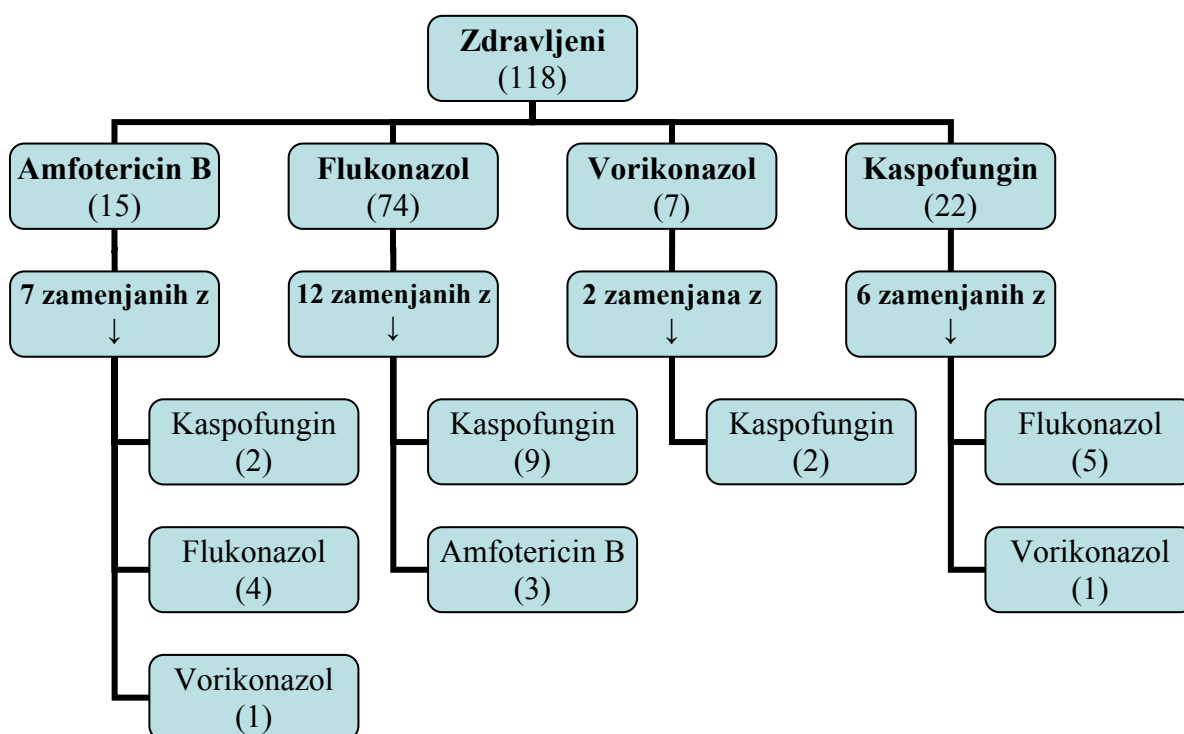 Zdravljeni
(118)
Amfotericin B
(15)
Flukonazol
(74)
Vorikonazol
(7)
Kaspofungin
(22)
7 zamenjanih z
↓
12 zamenjanih z
↓
2 zamenjana z
↓
6 zamenjanih z
↓
Kaspofungin
(2)
Kaspofungin
(9)
Kaspofungin
(2)
Flukonazol
(5)
Flukonazol
(4)
Amfotericin B
(3)
Vorikonazol
(1)
Vorikonazol
(1)